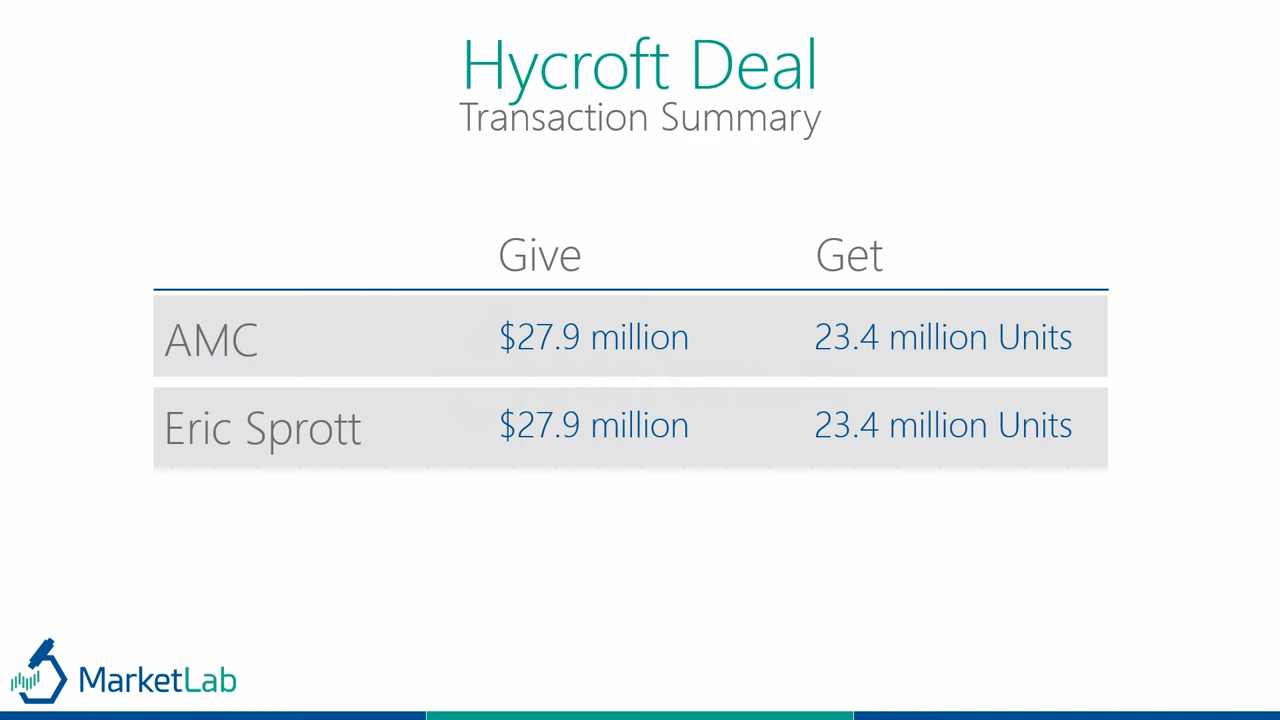 Hycroft Deal
Transaction Summary
Give Get
AMC $27.9 million 23.4 million Units
Eric Sprott $27.9 million 23.4 million Units
MarketLab